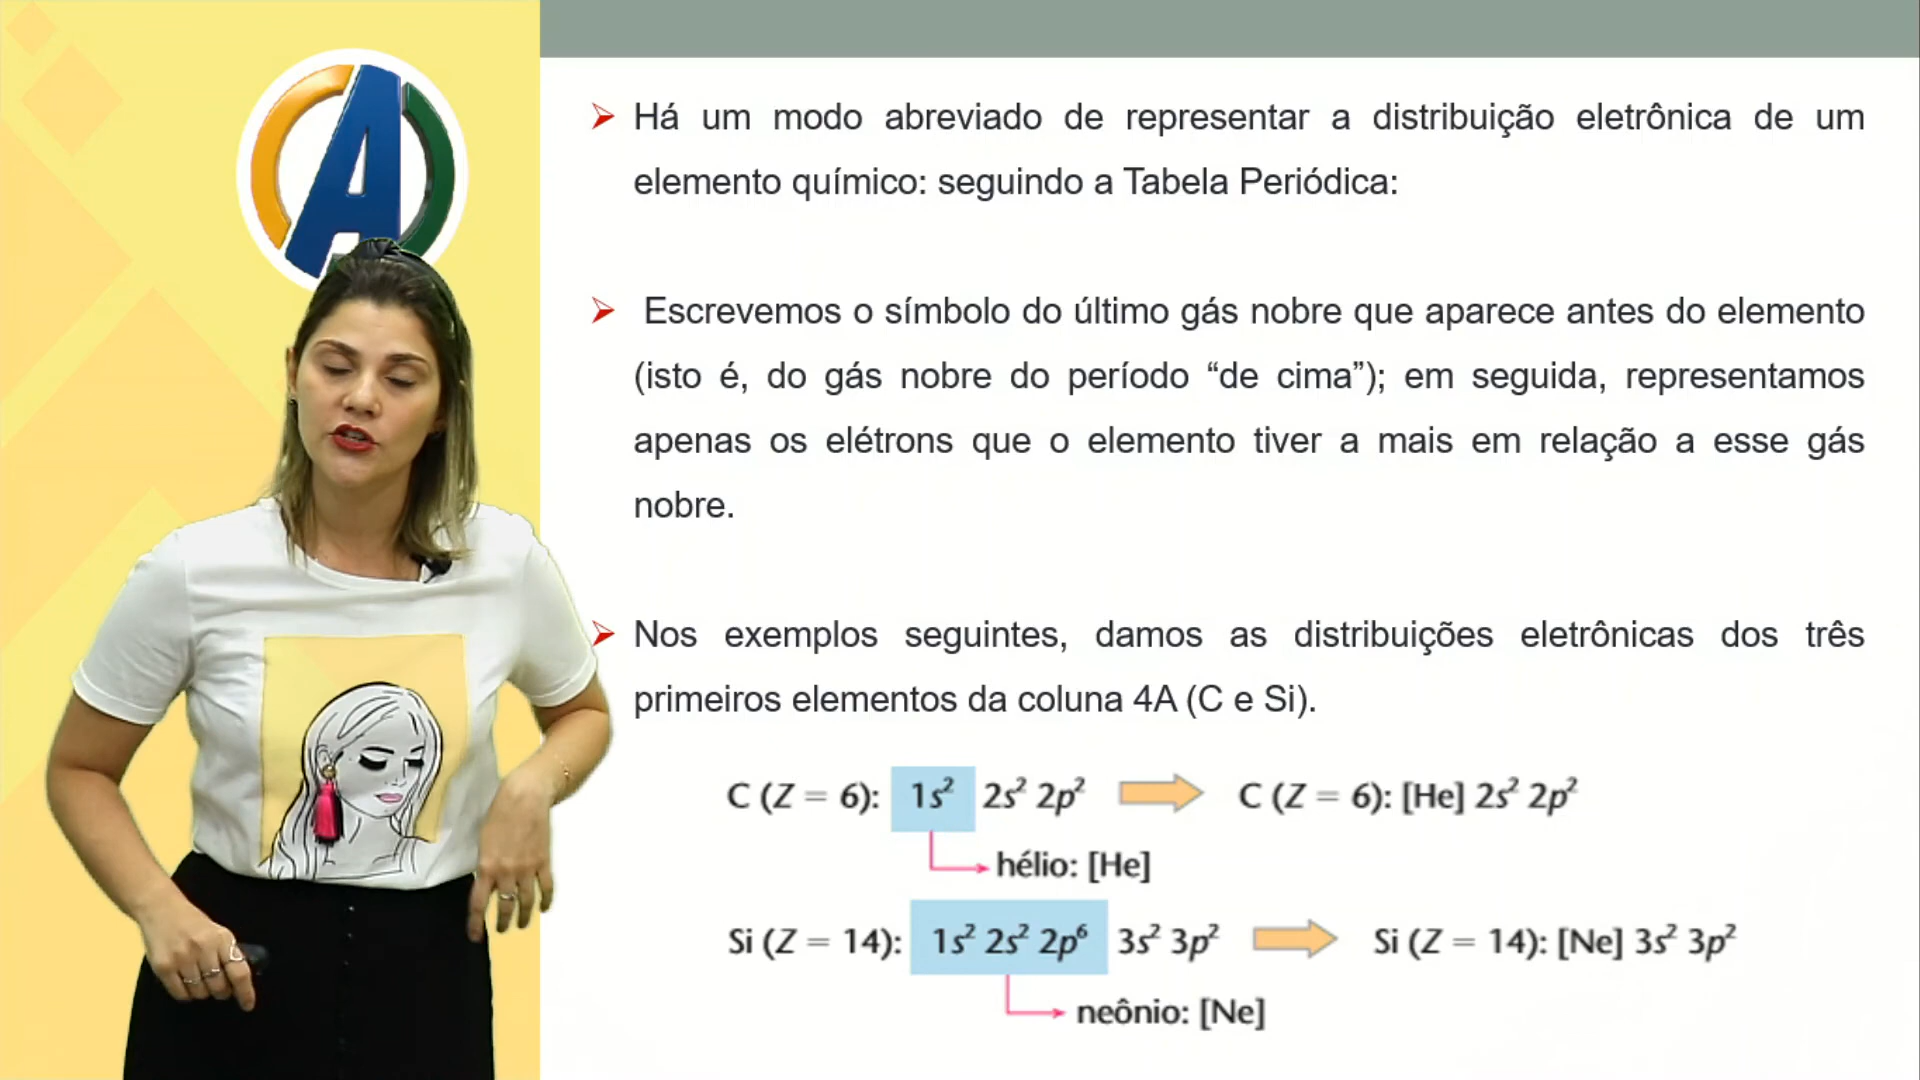 A
Há um modo abreviado de representar a distribuição eletrônica de um
elemento químico: seguindo a Tabela Periódica:
Escrevemos o símbolo do último gás nobre que aparece antes do elemento
(isto é, do gás nobre do período “de cima”); em seguida, representamos
apenas os elétrons que o elemento tiver a mais em relação a esse gás
nobre.
Nos exemplos seguintes, damos as distribuições eletrônicas dos três
primeiros elementos da coluna 4A (C e Si).
C (Z = 6): 1s² 2s² 2p² C (Z = 6): [He] 2s² 2p²
hélio: [He]
Si (Z = 14): 1s² 2s² 2p⁶ 3s² 3p² Si (Z = 14): [Ne] 3s² 3p²
neônio: [Ne]